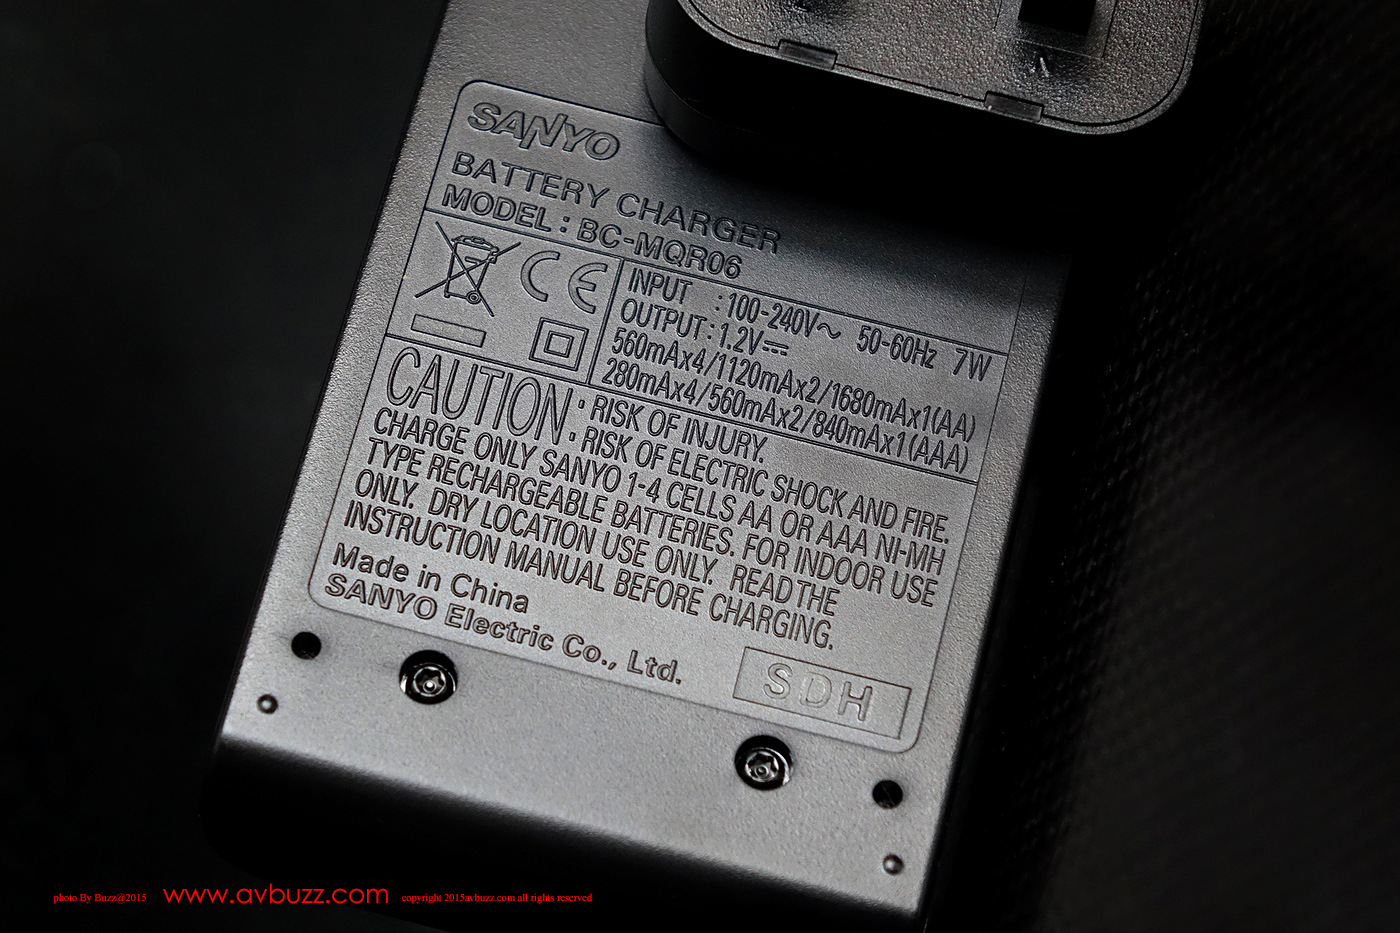 SANYO
BATTERY CHARGER
MODEL : BC-MQR06
CE
INPUT : 100-240V~ 50-60Hz 7W
OUTPUT : 1.2V⎓
560mAx4/1120mAx2/1680mAx1(AA)
280mAx4/560mAx2/840mAx1(AAA)
CAUTION : RISK OF INJURY.
: RISK OF ELECTRIC SHOCK AND FIRE.
CHARGE ONLY SANYO 1-4 CELLS AA OR AAA NI-MH
TYPE RECHARGEABLE BATTERIES. FOR INDOOR USE
ONLY. DRY LOCATION USE ONLY. READ THE
INSTRUCTION MANUAL BEFORE CHARGING.
Made in China
SANYO Electric Co., Ltd.
SDH
photo By Buzz@2015 www.avbuzz.com copyright 2015avbuzz.com all rights reserved